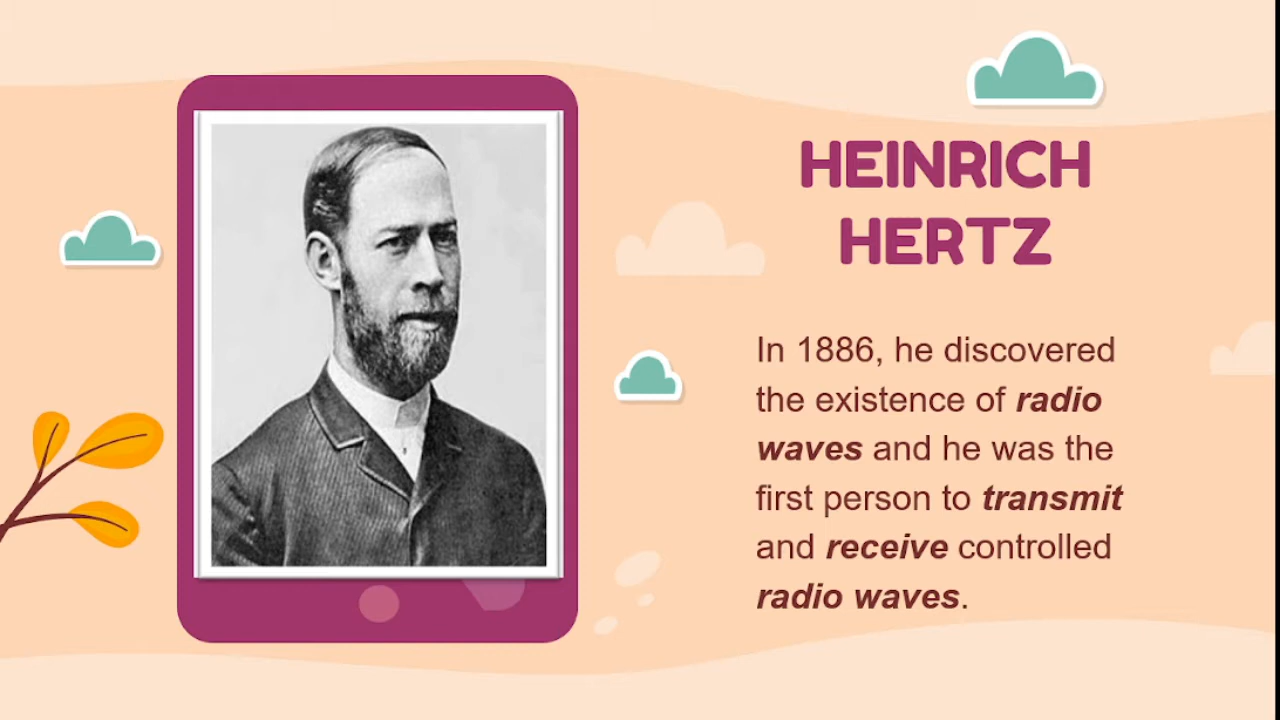 HEINRICH
HERTZ
In 1886, he discovered
the existence of radio
waves and he was the
first person to transmit
and receive controlled
radio waves.